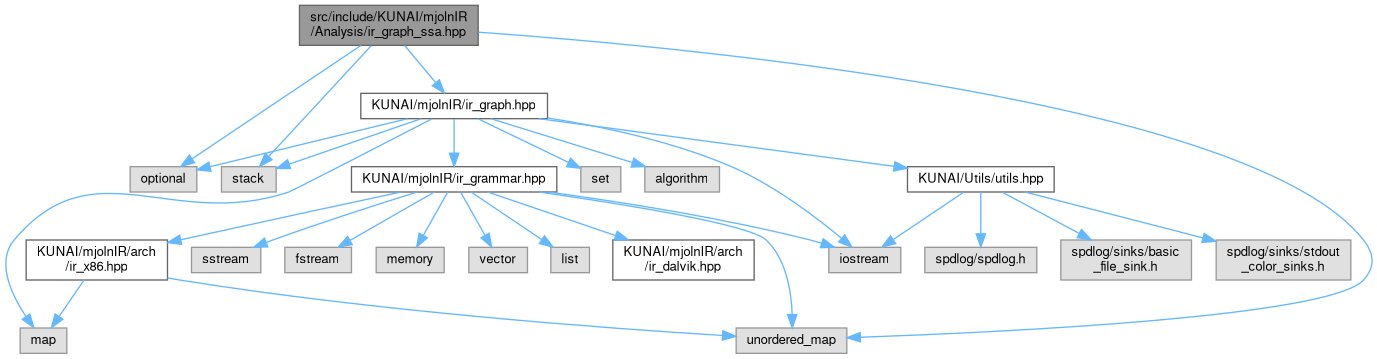 src/include/KUNAI/mjolnIR
/Analysis/ir_graph_ssa.hpp
KUNAI/mjolnIR/ir_graph.hpp
optional
stack
KUNAI/mjolnIR/ir_grammar.hpp
set
algorithm
KUNAI/Utils/utils.hpp
KUNAI/mjolnIR/arch
/ir_x86.hpp
sstream
fstream
memory
vector
list
KUNAI/mjolnIR/arch
/ir_dalvik.hpp
iostream
spdlog/spdlog.h
spdlog/sinks/basic
_file_sink.h
spdlog/sinks/stdout
_color_sinks.h
map
unordered_map